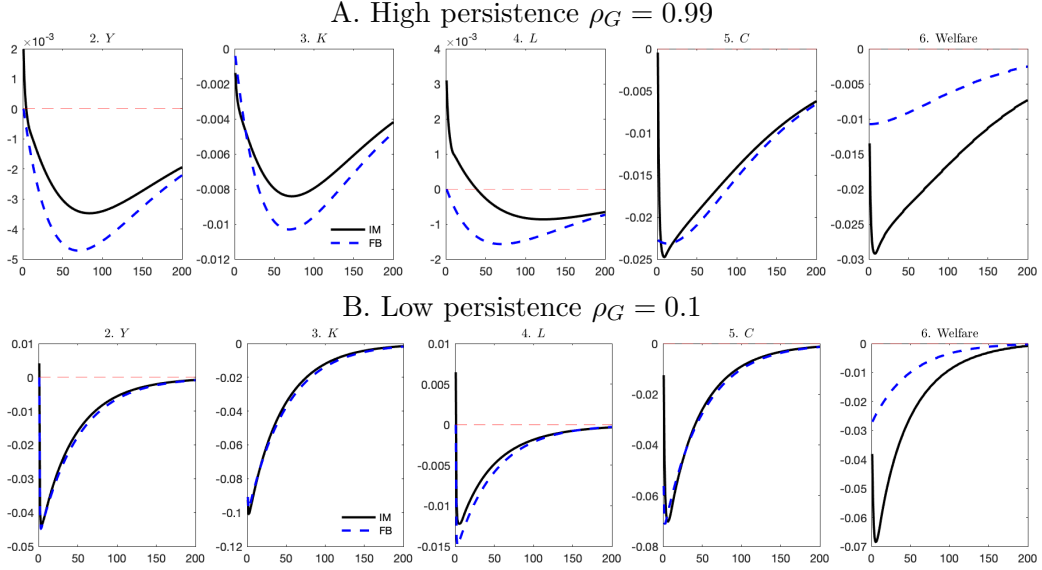 A. High persistence ρ_G = 0.99
2. Y
3. K
4. L
5. C
6. Welfare
×10⁻³
×10⁻³
2
1
0
-1
-2
-3
-4
-5
0 50 100 150 200
0
-0.002
-0.004
-0.006
-0.008
-0.01
-0.012
0 50 100 150 200
IM
FB
4
3
2
1
0
-1
-2
0 50 100 150 200
0
-0.005
-0.01
-0.015
-0.02
-0.025
0 50 100 150 200
0
-0.005
-0.01
-0.015
-0.02
-0.025
-0.03
0 50 100 150 200
B. Low persistence ρ_G = 0.1
2. Y
3. K
4. L
5. C
6. Welfare
0.01
0
-0.01
-0.02
-0.03
-0.04
-0.05
0 50 100 150 200
0
-0.02
-0.04
-0.06
-0.08
-0.1
-0.12
0 50 100 150 200
IM
FB
0.01
0.005
0
-0.005
-0.01
-0.015
0 50 100 150 200
0
-0.02
-0.04
-0.06
-0.08
0 50 100 150 200
0
-0.01
-0.02
-0.03
-0.04
-0.05
-0.06
-0.07
0 50 100 150 200